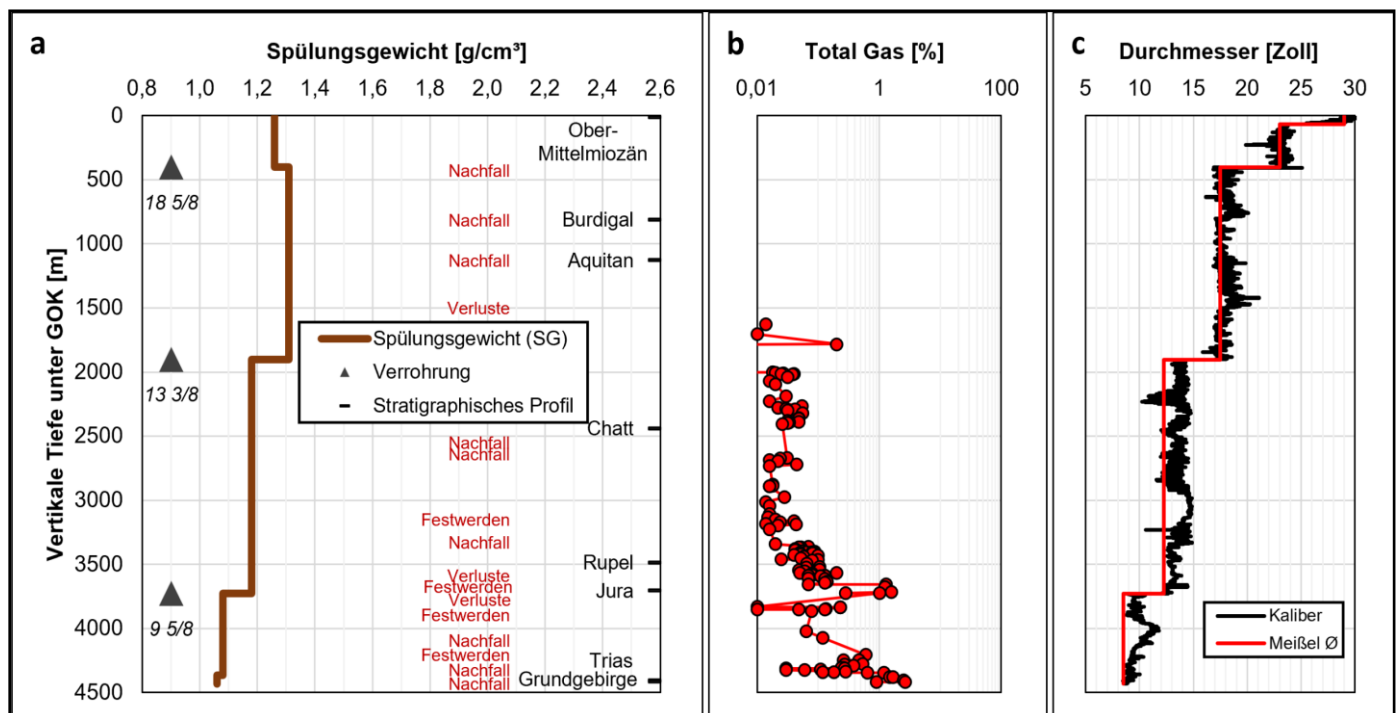 a
Spülungsgewicht [g/cm³]
0,8 1,0 1,2 1,4 1,6 1,8 2,0 2,2 2,4 2,6
Vertikale Tiefe unter GOK [m]
0
500
1000
1500
2000
2500
3000
3500
4000
4500
18 5/8
13 3/8
9 5/8
Nachfall
Nachfall
Nachfall
Verluste
Spülungsgewicht (SG)
Verrohrung
Stratigraphisches Profil
Nachfall
Nachfall
Festwerden
Nachfall
Verluste
Festwerden
Verluste
Festwerden
Nachfall
Festwerden
Nachfall
Nachfall
Ober-
Mittelmiozän
Burdigal
Aquitan
Chatt
Rupel
Jura
Trias
Grundgebirge
b
Total Gas [%]
0,01 1 100
c
Durchmesser [Zoll]
5 10 15 20 25 30
Kaliber
Meißel Ø